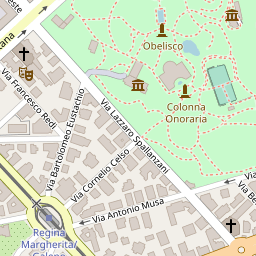 Obelisco
Colonna
Onoraria
Via Francesco Redi
Via Bartolomeo Eustachio
Via Lazzaro Spallanzani
Via Cornelio Celso
Via Antonio Musa
Regina
Margherita/